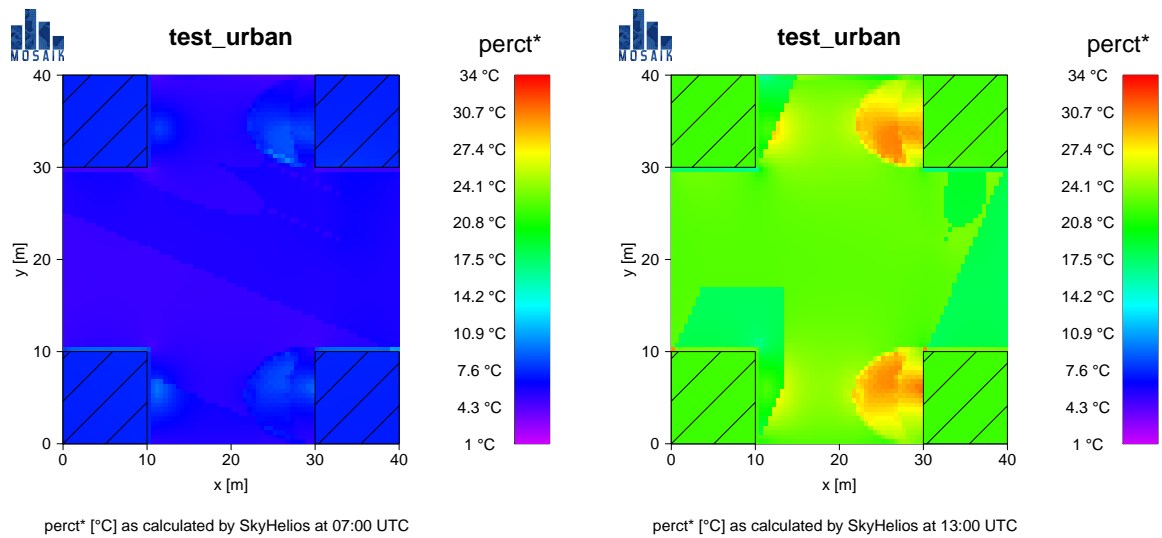 MOSAIK
test_urban
perct*
40
30
20
10
0
y [m]
0
10
20
30
40
x [m]
34 °C
30.7 °C
27.4 °C
24.1 °C
20.8 °C
17.5 °C
14.2 °C
10.9 °C
7.6 °C
4.3 °C
1 °C
perct* [°C] as calculated by SkyHelios at 07:00 UTC
MOSAIK
test_urban
perct*
40
30
20
10
0
y [m]
0
10
20
30
40
x [m]
34 °C
30.7 °C
27.4 °C
24.1 °C
20.8 °C
17.5 °C
14.2 °C
10.9 °C
7.6 °C
4.3 °C
1 °C
perct* [°C] as calculated by SkyHelios at 13:00 UTC